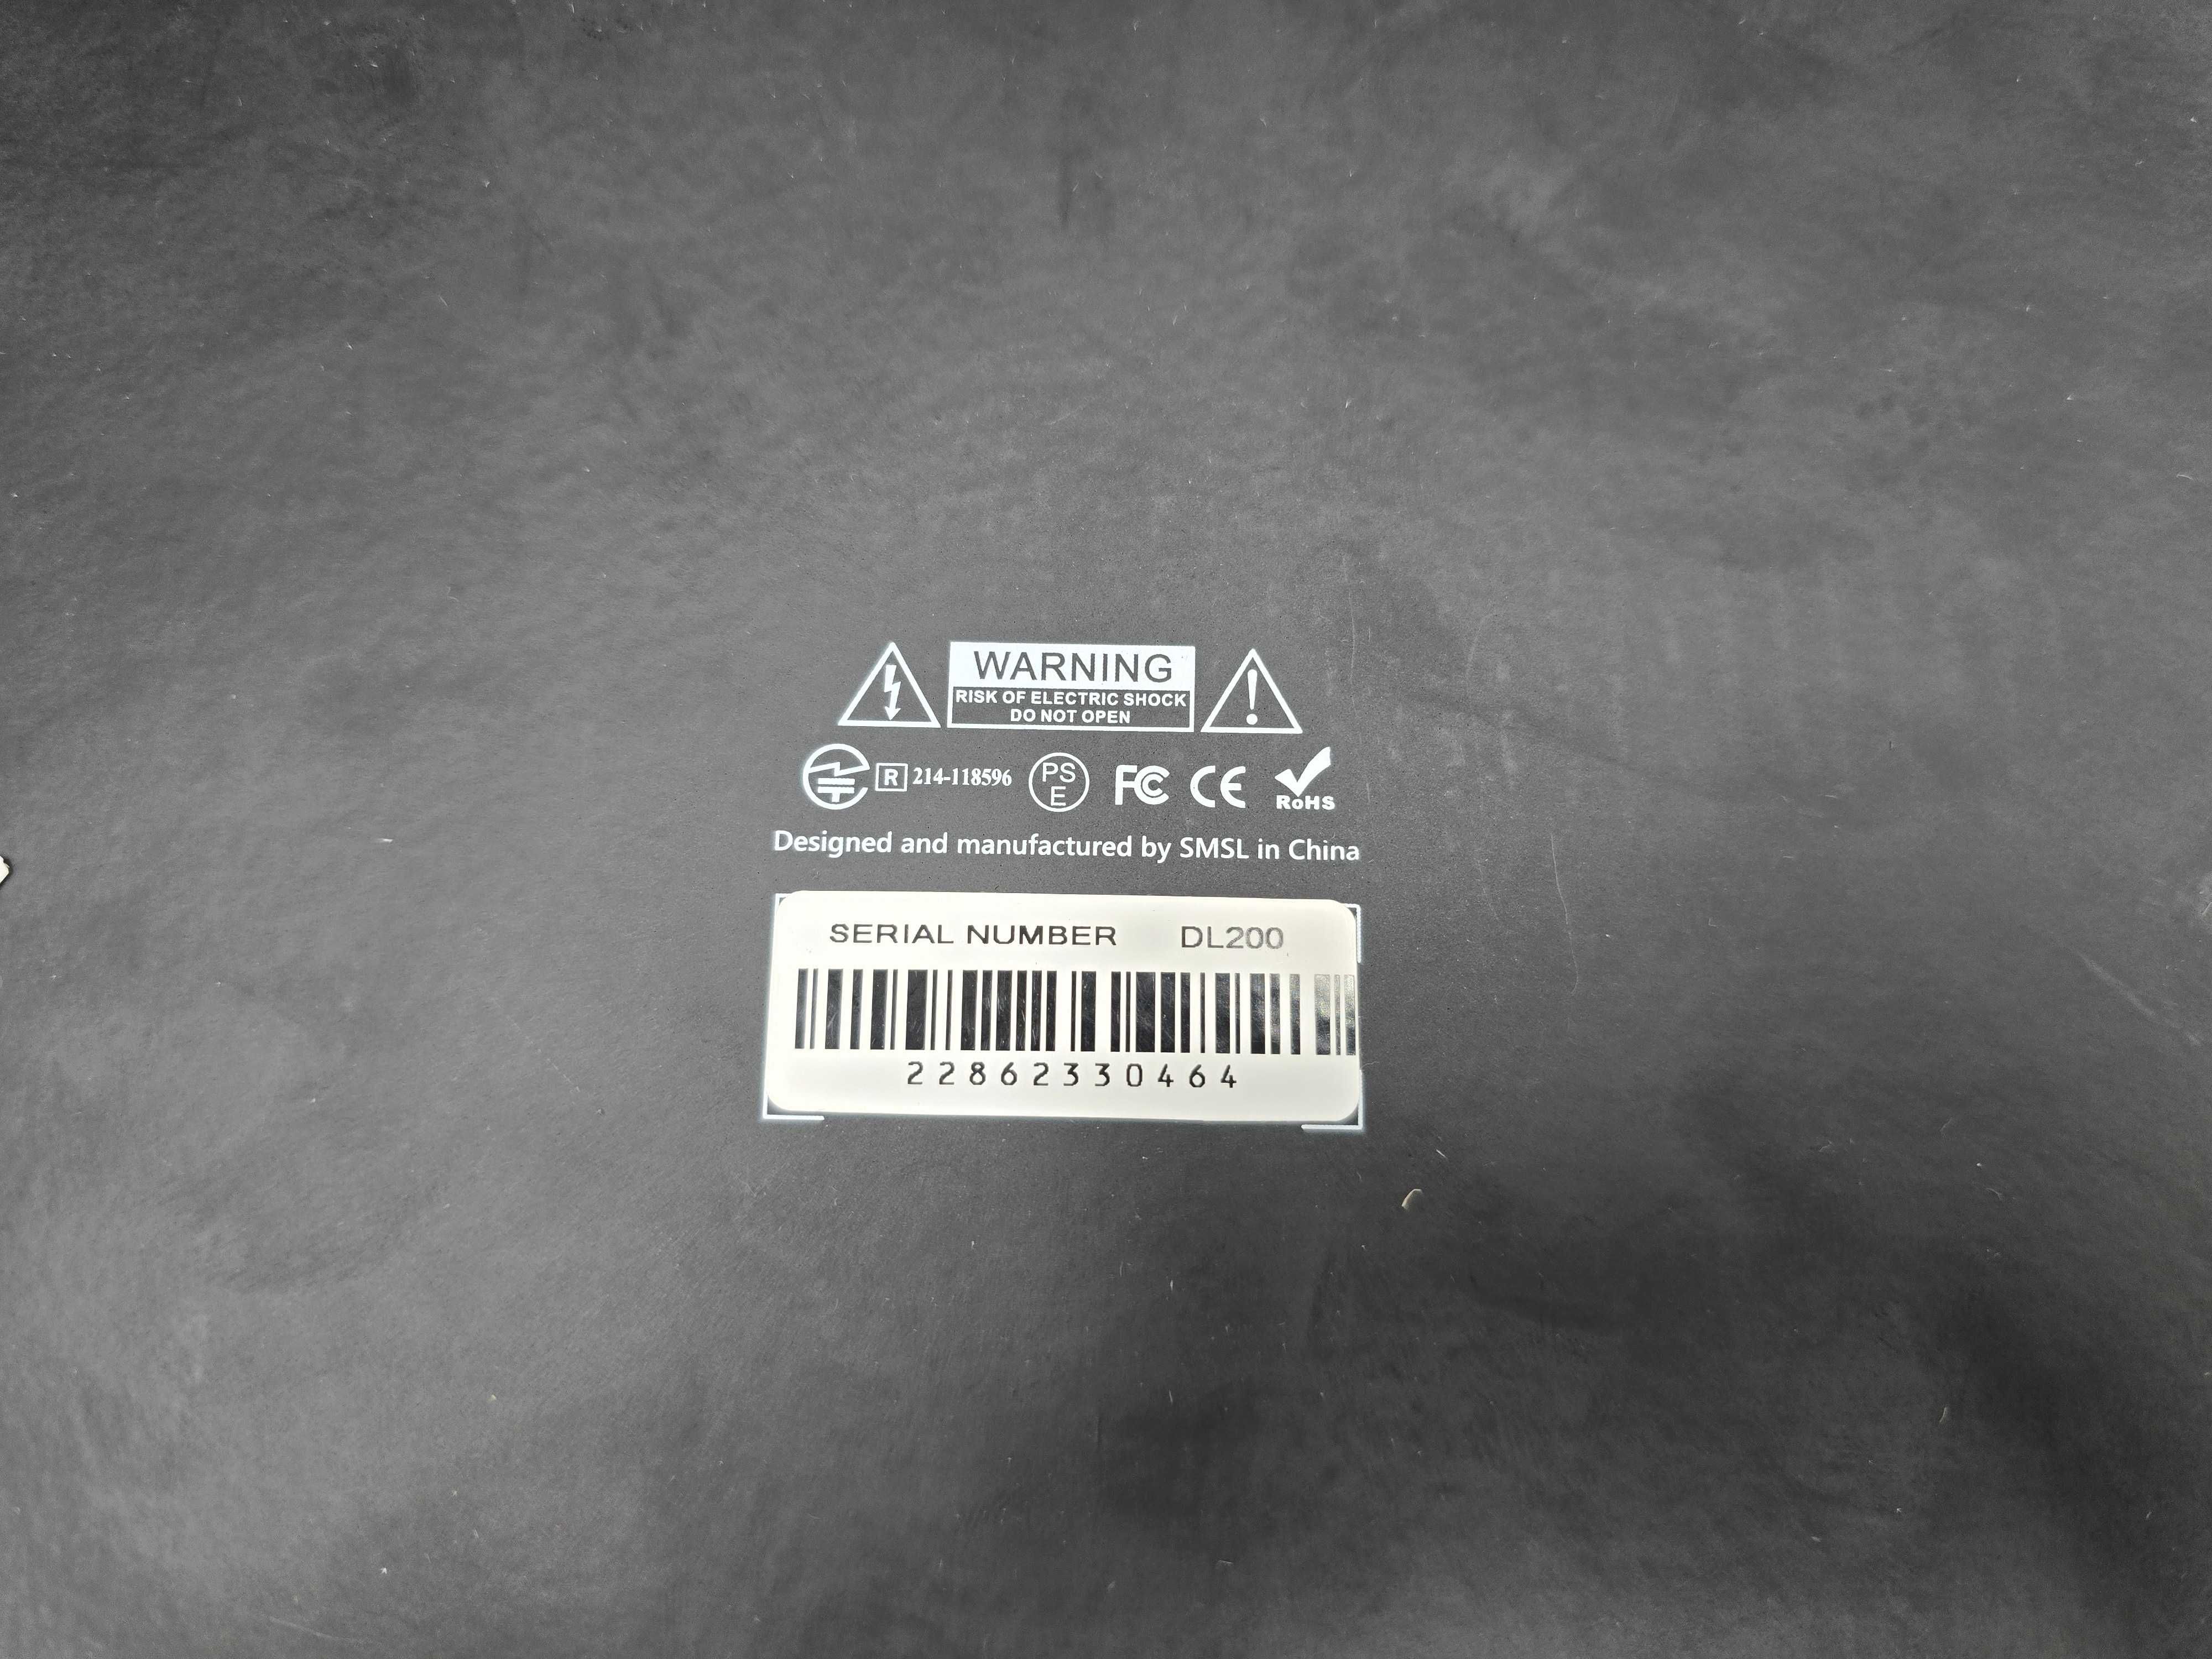 WARNING
RISK OF ELECTRIC SHOCK
DO NOT OPEN
R 214-118596 PSE FC CE RoHS
Designed and manufactured by SMSL in China
SERIAL NUMBER DL200
22862330464